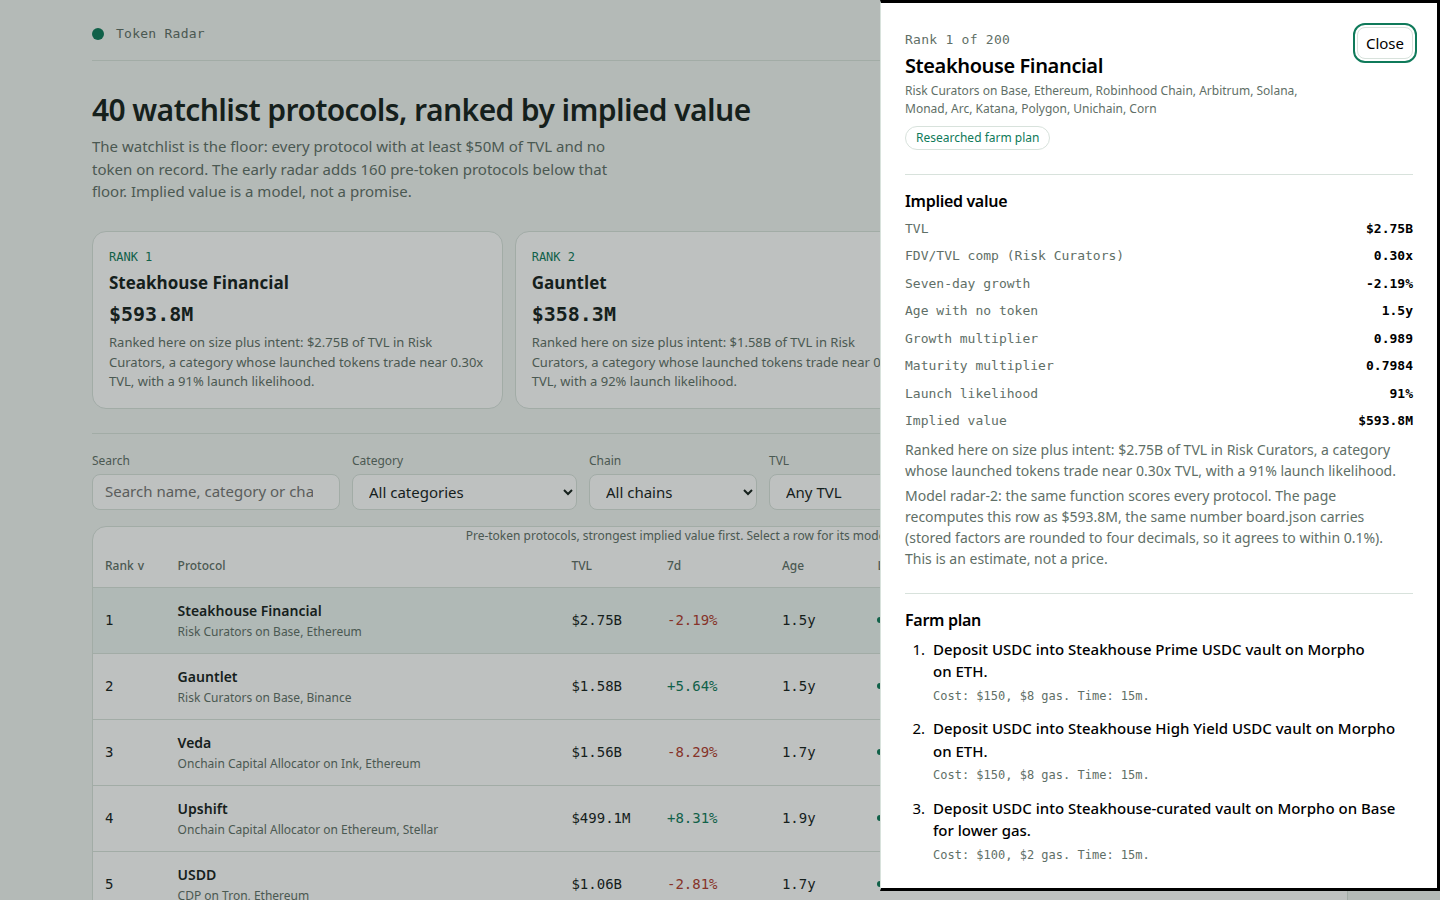 Token Radar
40 watchlist protocols, ranked by implied value
The watchlist is the floor: every protocol with at least $50M of TVL and no
token on record. The early radar adds 160 pre-token protocols below that
floor. Implied value is a model, not a promise.
RANK 1
Steakhouse Financial
$593.8M
Ranked here on size plus intent: $2.75B of TVL in Risk
Curators, a category whose launched tokens trade near 0.30x
TVL, with a 91% launch likelihood.
RANK 2
Gauntlet
$358.3M
Ranked here on size plus intent: $1.58B of TVL in Risk
Curators, a category whose launched tokens trade near
TVL, with a 92% launch likelihood.
Search
Category
Chain
TVL
Search name, category or cha
All categories
All chains
Any TVL
Pre-token protocols, strongest implied value first. Select a row for its
Rank v
Protocol
TVL
7d
Age
1
Steakhouse Financial
Risk Curators on Base, Ethereum
$2.75B
-2.19%
1.5y
2
Gauntlet
Risk Curators on Base, Binance
$1.58B
+5.64%
1.5y
3
Veda
Onchain Capital Allocator on Ink, Ethereum
$1.56B
-8.29%
1.7y
4
Upshift
Onchain Capital Allocator on Ethereum, Stellar
$499.1M
+8.31%
1.9y
5
USDD
CDP on Tron, Ethereum
$1.06B
-2.81%
1.7y
Rank 1 of 200
Close
Steakhouse Financial
Risk Curators on Base, Ethereum, Robinhood Chain, Arbitrum, Solana,
Monad, Arc, Katana, Polygon, Unichain, Corn
Researched farm plan
Implied value
TVL $2.75B
FDV/TVL comp (Risk Curators) 0.30x
Seven-day growth -2.19%
Age with no token 1.5y
Growth multiplier 0.989
Maturity multiplier 0.7984
Launch likelihood 91%
Implied value $593.8M
Ranked here on size plus intent: $2.75B of TVL in Risk Curators, a category
whose launched tokens trade near 0.30x TVL, with a 91% launch likelihood.
Model radar-2: the same function scores every protocol. The page
recomputes this row as $593.8M, the same number board.json carries
(stored factors are rounded to four decimals, so it agrees to within 0.1%).
This is an estimate, not a price.
Farm plan
1. Deposit USDC into Steakhouse Prime USDC vault on Morpho
on ETH.
Cost: $150, $8 gas. Time: 15m.
2. Deposit USDC into Steakhouse High Yield USDC vault on Morpho
on ETH.
Cost: $150, $8 gas. Time: 15m.
3. Deposit USDC into Steakhouse-curated vault on Morpho on Base
for lower gas.
Cost: $100, $2 gas. Time: 15m.